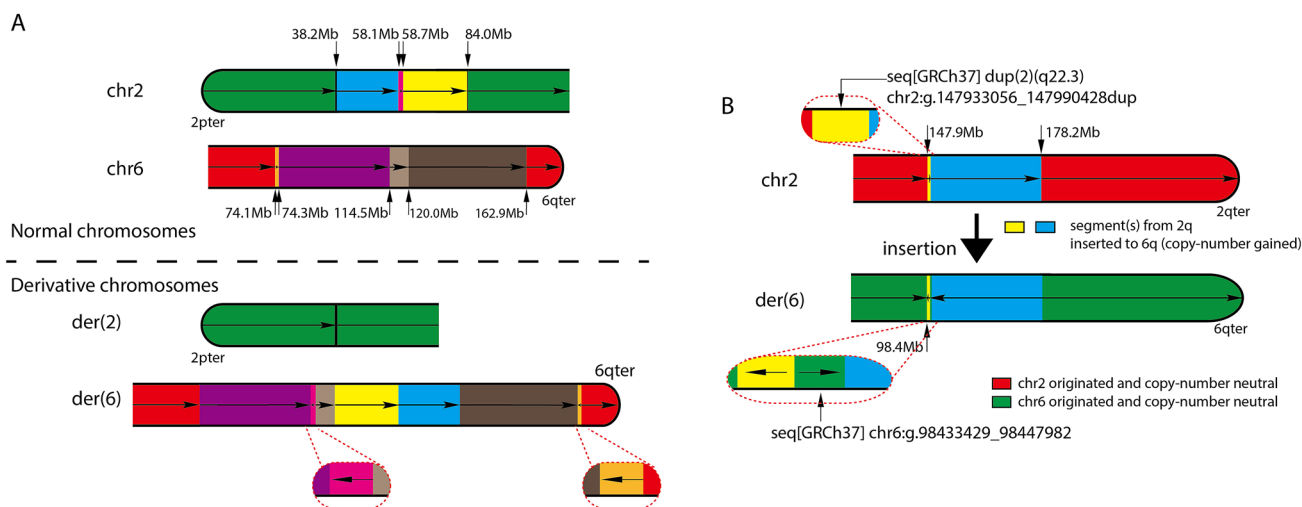 A
38.2Mb
58.1Mb
58.7Mb
84.0Mb
chr2
2pter
chr6
6qter
74.1Mb
74.3Mb
114.5Mb
120.0Mb
162.9Mb
Normal chromosomes
Derivative chromosomes
der(2)
2pter
6qter
der(6)
B
seq[GRCh37] dup(2)(q22.3)
chr2:g.147933056_147990428dup
147.9Mb
178.2Mb
chr2
2qter
segment(s) from 2q
inserted to 6q (copy-number gained)
insertion
der(6)
6qter
98.4Mb
chr2 originated and copy-number neutral
chr6 originated and copy-number neutral
seq[GRCh37] chr6:g.98433429_98447982